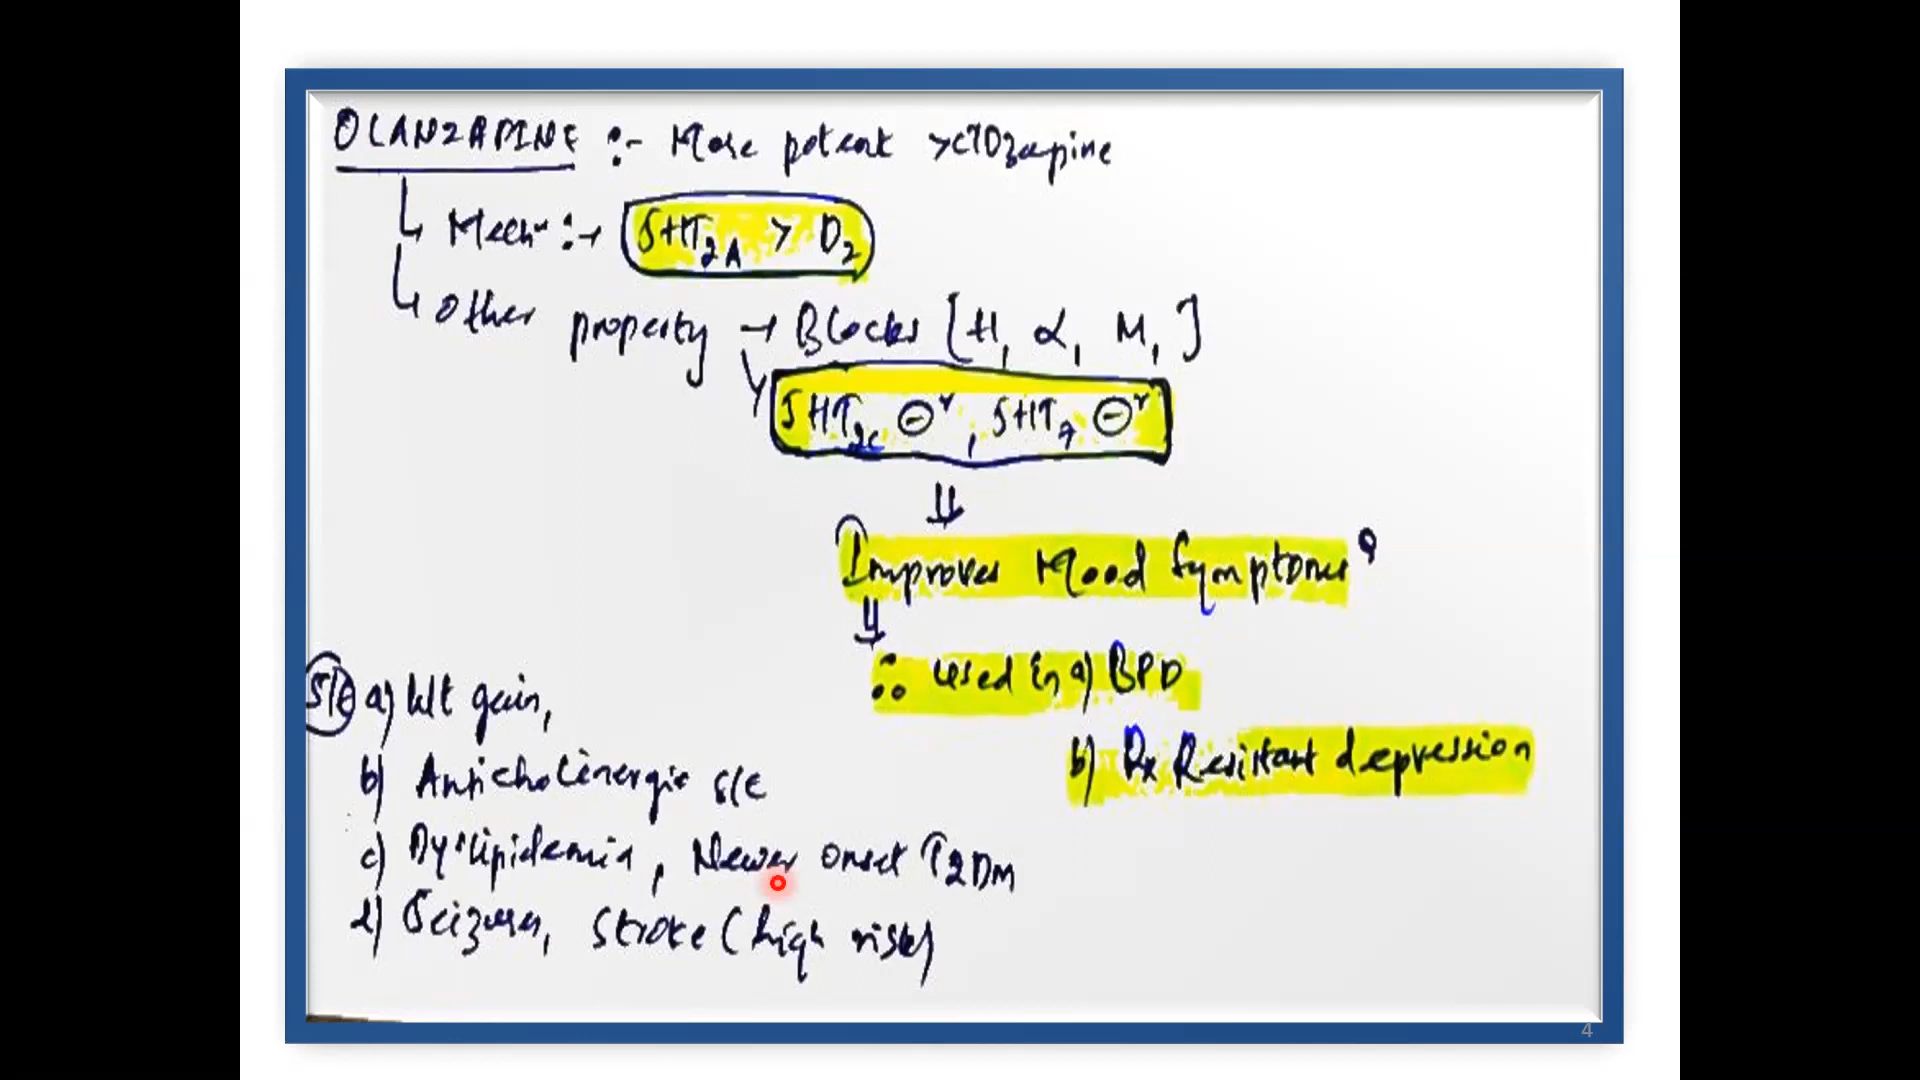 OLANZAPINE :- More potent > clozapine
Mechn :→ 5HT2A > D2
Other property → Blocks [H1 α1 M1]
5HT2c ⊖r, 5HT7 ⊖r
⇓
Improves Mood Symptoms
⇓
∴ Used in a) BPD
b) Rx Resistant depression
S/E a) Wt gain,
b) Anticholinergic S/E
c) Dyslipidemia, Newer onset T2DM
d) Seizures, Stroke (high risk)
4